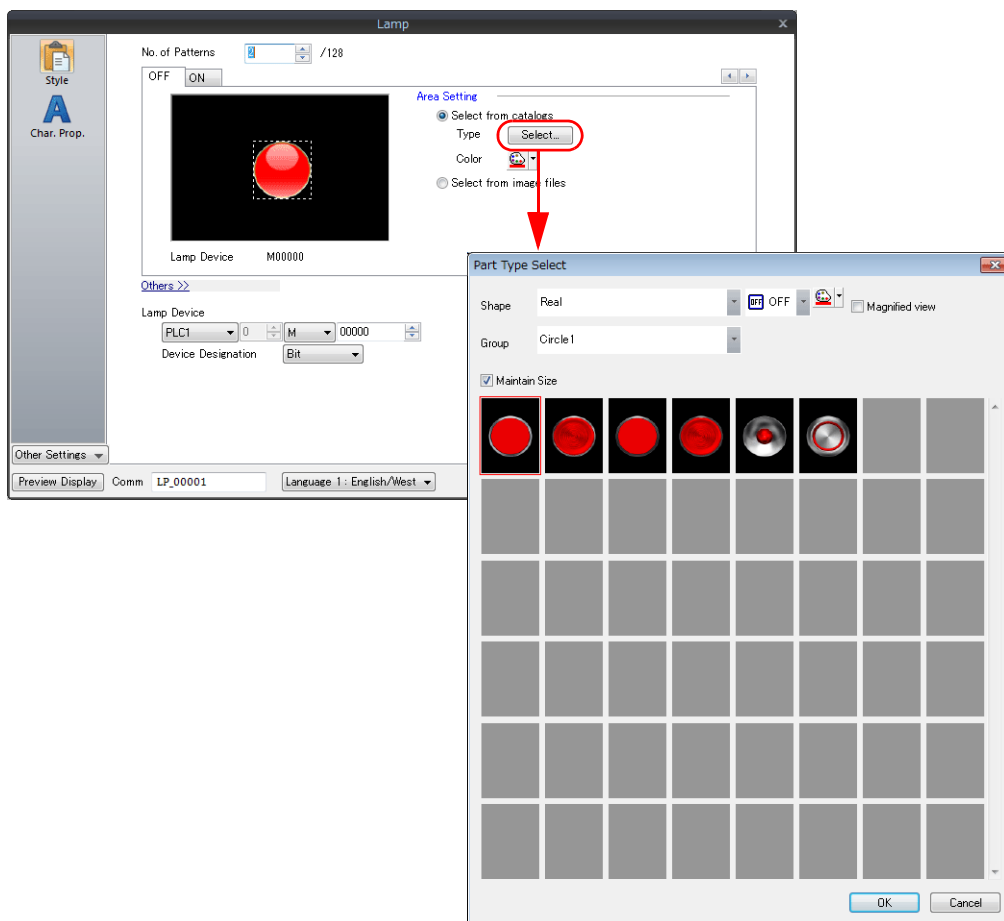 Lamp
Style
Char. Prop.
No. of Patterns 2 /128
OFF ON
Area Setting
Select from catalogs
Type Select...
Color
Select from image files
Lamp Device M00000
Others >>
Lamp Device
PLC1 0 M 00000
Device Designation Bit
Other Settings
Preview Display Comm LP_00001 Language 1 : English/West
Part Type Select
Shape Real OFF OFF Magnified view
Group Circle1
Maintain Size
OK Cancel